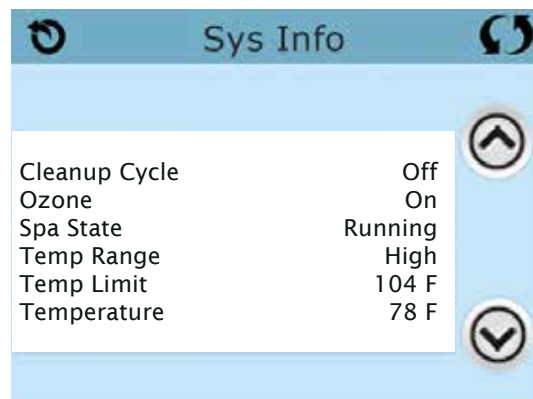 Sys Info
Cleanup Cycle Off
Ozone On
Spa State Running
Temp Range High
Temp Limit 104 F
Temperature 78 F